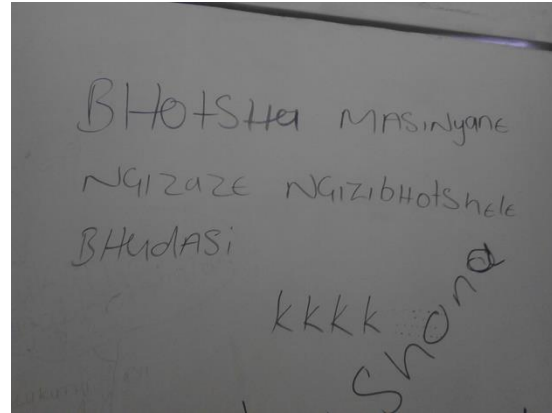 BHotSHa MASiNyanE
NGIZaZE NGIZIbHotShElE
BHudASi
kkkk
Shona